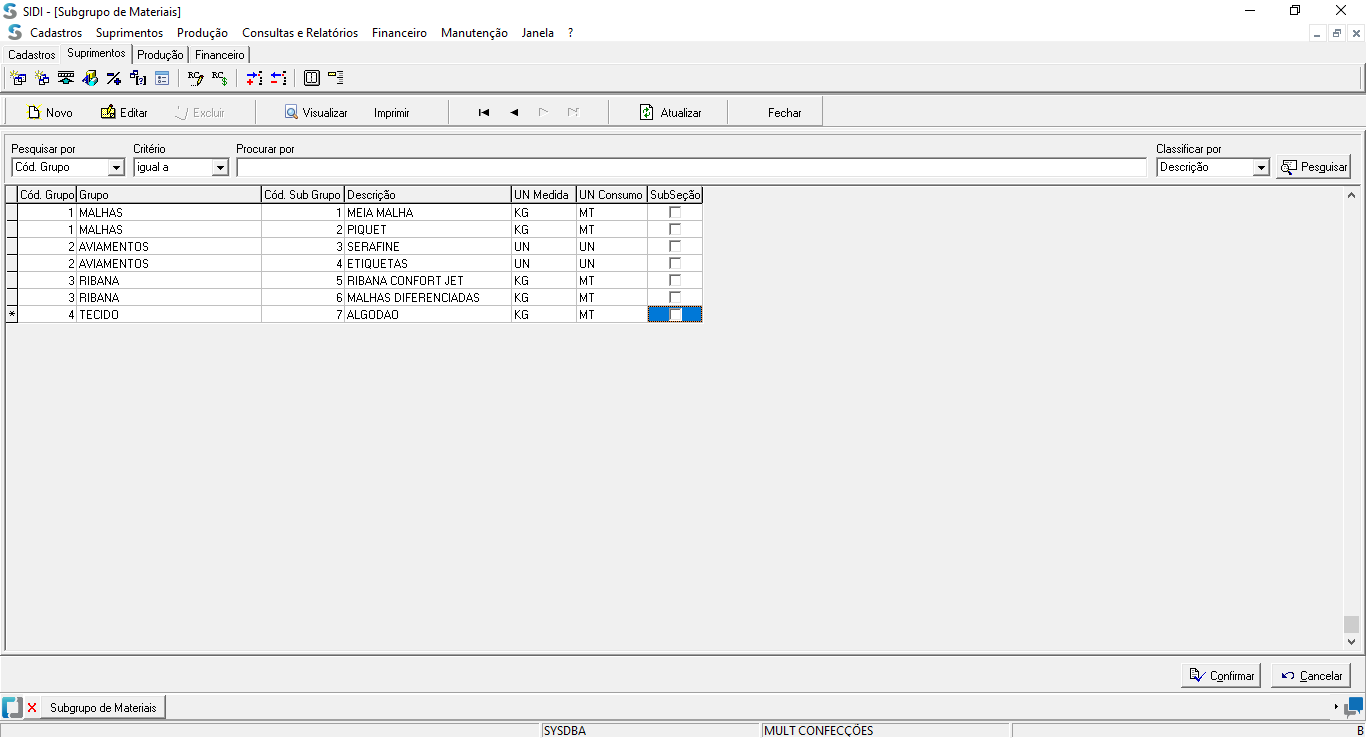 SIDI - [Subgrupo de Materiais]
Cadastros Suprimentos Produção Consultas e Relatórios Financeiro Manutenção Janela ?
Cadastros Suprimentos Produção Financeiro
Novo Editar Excluir Visualizar Imprimir Atualizar Fechar
Pesquisar por Critério Procurar por Classificar por
Cód. Grupo igual a Descrição Pesquisar
Cód. Grupo Grupo Cód. Sub Grupo Descrição UN Medida UN Consumo SubSeção
1 MALHAS 1 MEIA MALHA KG MT
1 MALHAS 2 PIQUET KG MT
2 AVIAMENTOS 3 SERAFINE UN UN
2 AVIAMENTOS 4 ETIQUETAS UN UN
3 RIBANA 5 RIBANA CONFORT JET KG MT
3 RIBANA 6 MALHAS DIFERENCIADAS KG MT
* 4 TECIDO 7 ALGODAO KG MT
Confirmar Cancelar
Subgrupo de Materiais
SYSDBA MULT CONFECÇÕES B